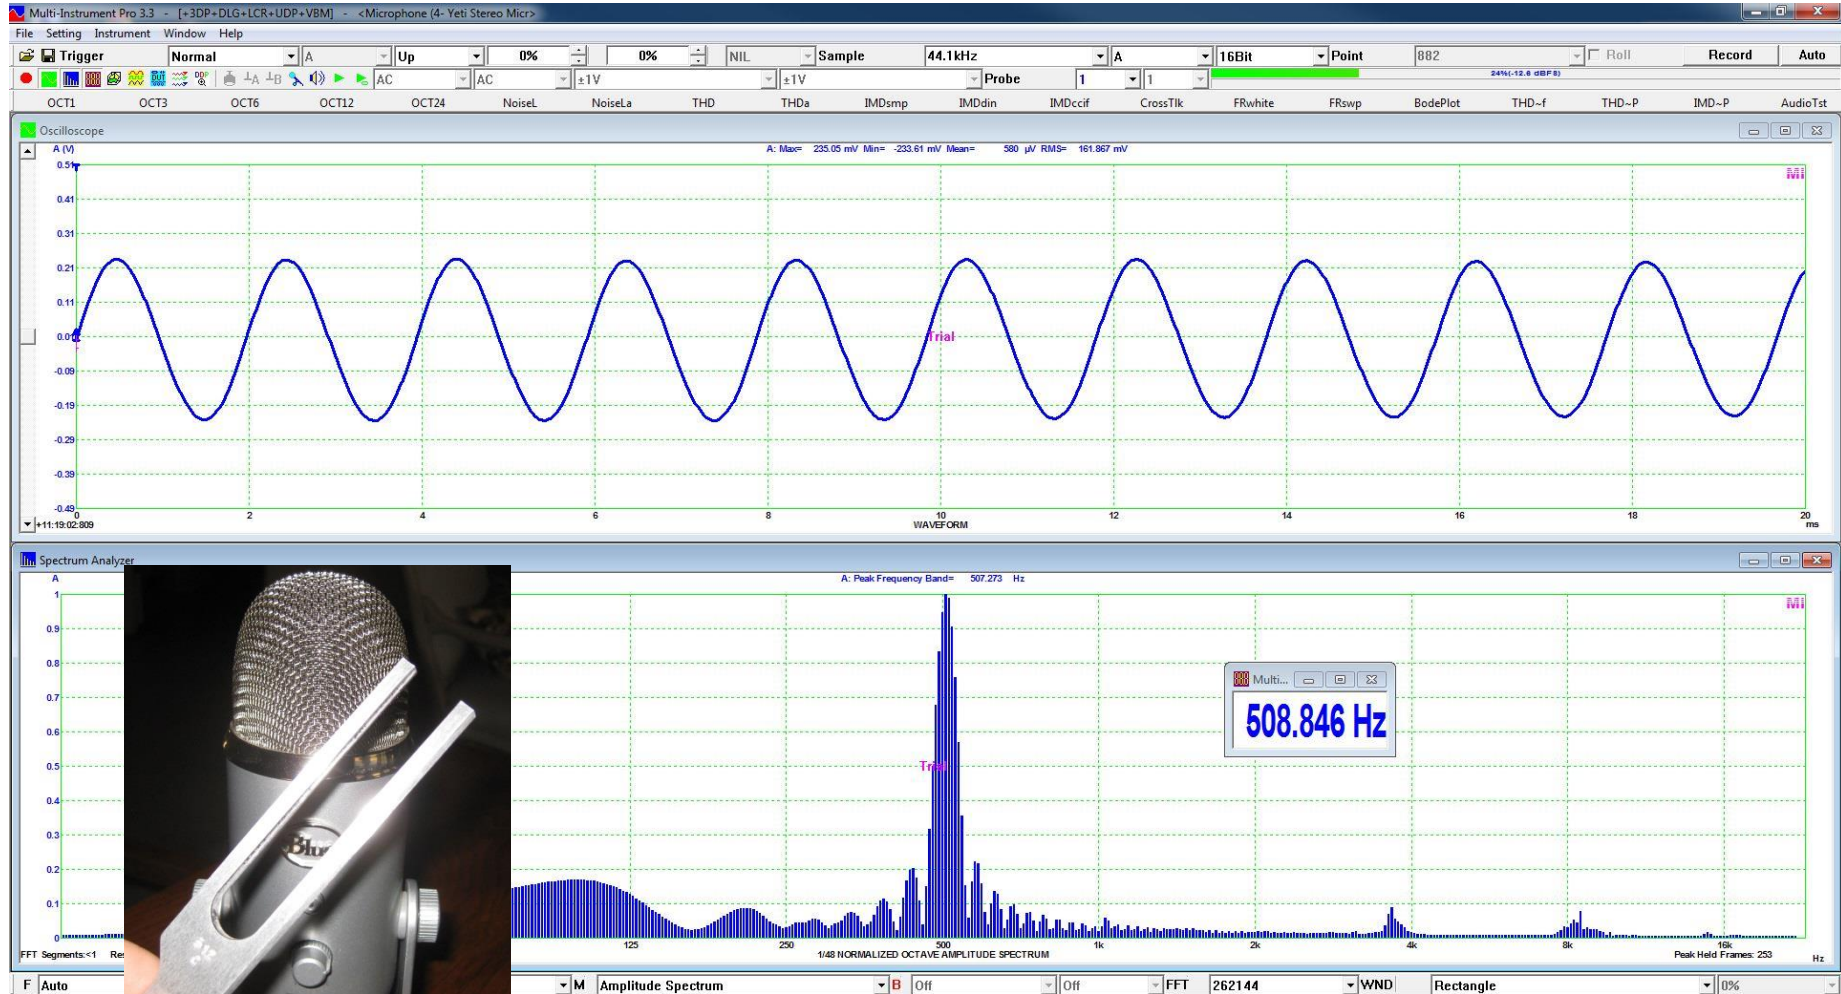 Multi-Instrument Pro 3.3 - [+3DP+DLG+LCR+UDP+VBM] - <Microphone (4- Yeti Stereo Micr>
File Setting Instrument Window Help
Trigger Normal A Up 0% 0% NIL Sample 44.1kHz A 16Bit Point 882 Roll Record Auto
AC AC ±1V ±1V Probe 1 1 24%(-12.6 dBFS)
OCT1 OCT3 OCT6 OCT12 OCT24 NoiseL NoiseLa THD THDa IMDsmp IMDdin IMDccif CrossTlk FRwhite FRswp BodePlot THD~f THD~P IMD~P AudioTst
Oscilloscope
A (V) A: Max= 235.05 mV Min= -233.61 mV Mean= 580 µV RMS= 161.867 mV
0.51
MI
0.41
0.31
0.21
0.11
0.01
Trial
-0.09
-0.19
-0.29
-0.39
-0.49
0 2 4 6 8 10 12 14 16 18 20
+11:19:02:809 WAVEFORM ms
Spectrum Analyzer
A A: Peak Frequency Band= 507.273 Hz
1
MI
0.9
0.8
0.7
Multi...
508.846 Hz
0.6
0.5
Trial
0.4
0.3
Blue
0.2
0.1
0
125 250 500 1k 2k 4k 8k 16k
512
C
FFT Segments:<1 1/48 NORMALIZED OCTAVE AMPLITUDE SPECTRUM Peak Held Frames: 253 Hz
F Auto M Amplitude Spectrum B Off Off FFT 262144 WND Rectangle 0%